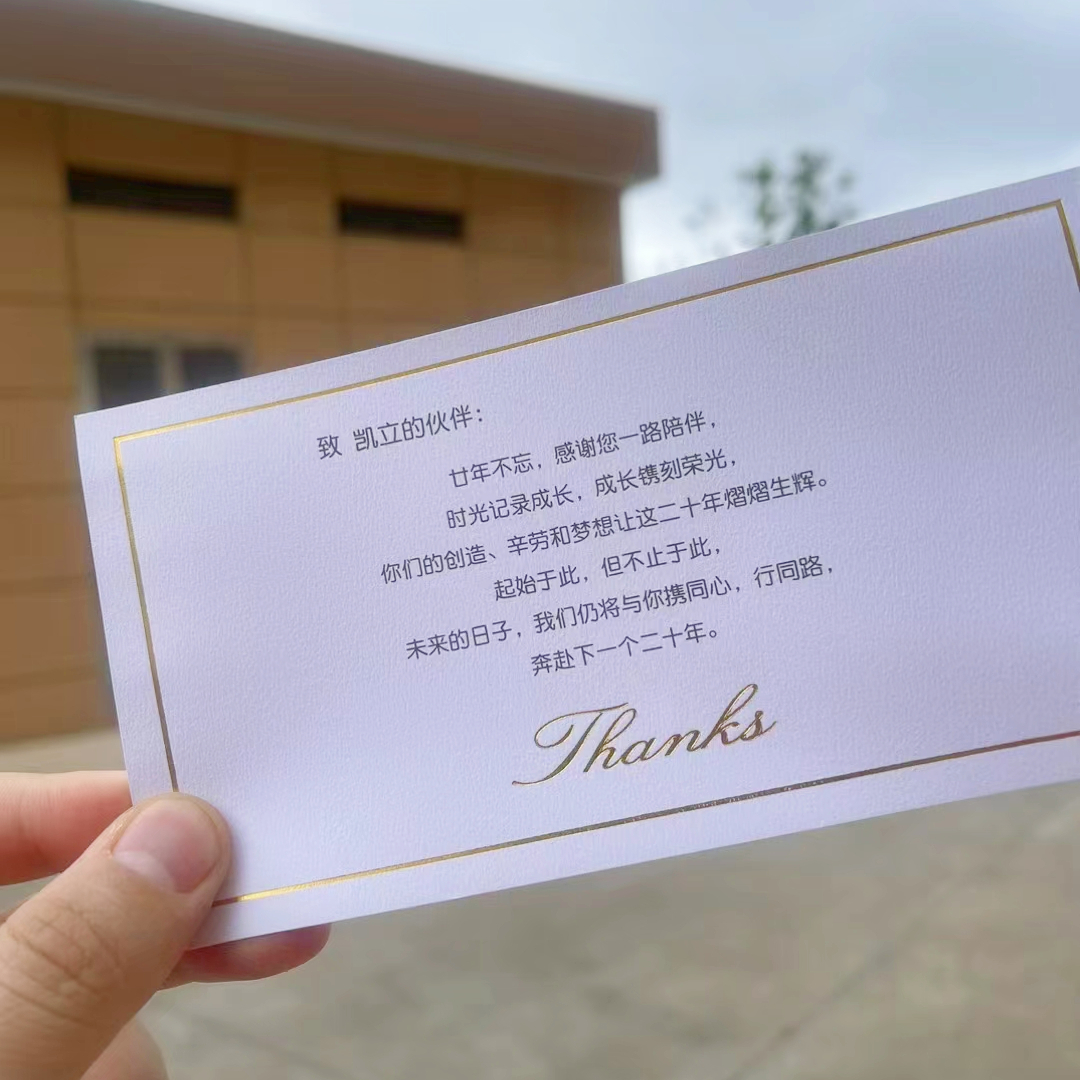 致 凯立的伙伴：
廿年不忘，感谢您一路陪伴，
时光记录成长，成长镌刻荣光，
你们的创造、辛劳和梦想让这二十年熠熠生辉。
起始于此，但不止于此，
未来的日子，我们仍将与你携同心，行同路，
奔赴下一个二十年。
Thanks